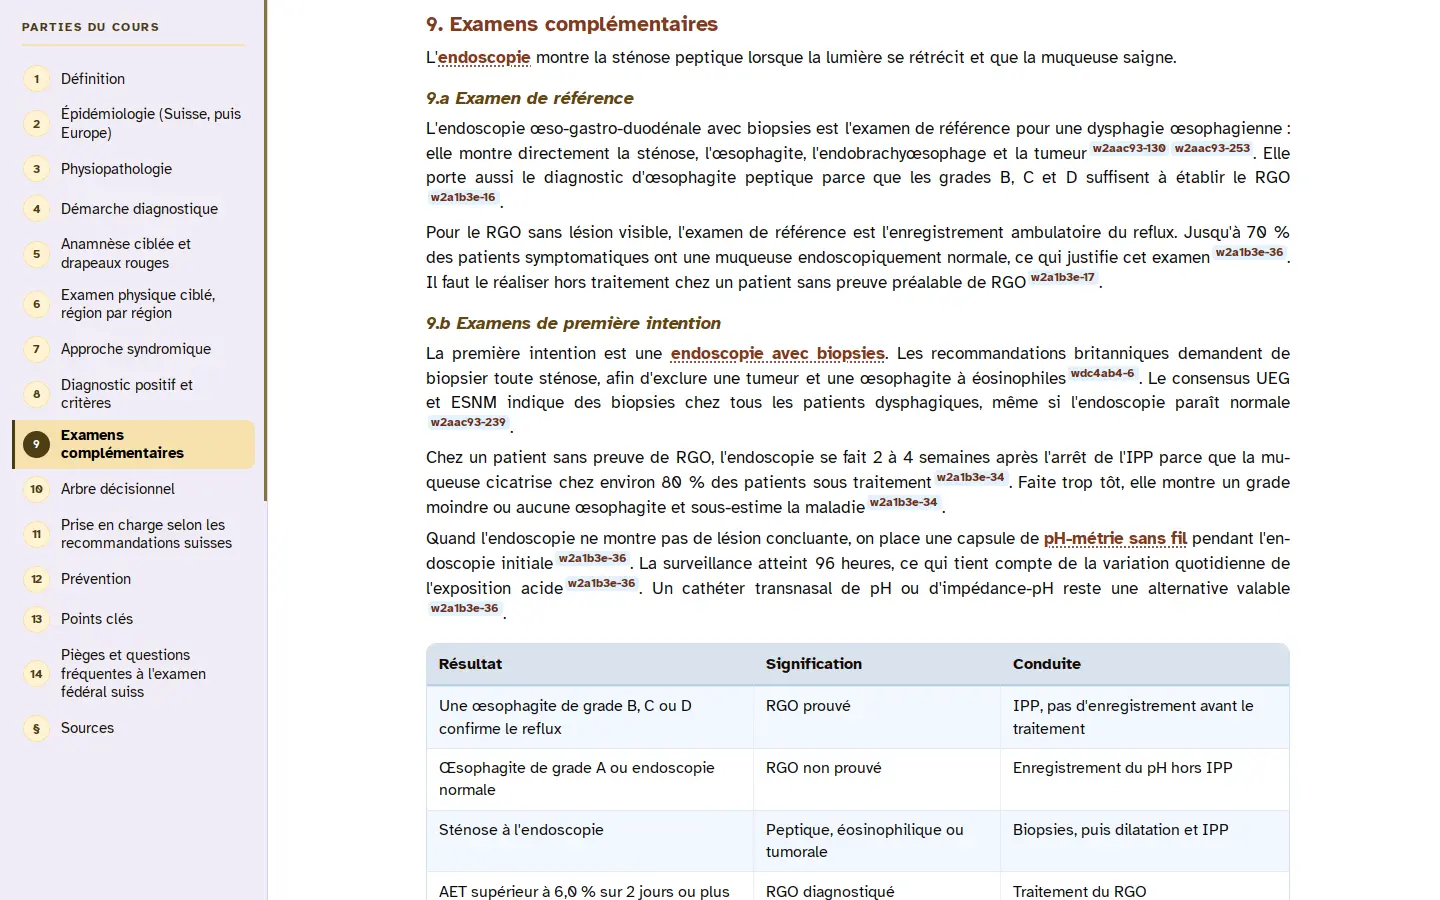 PARTIES DU COURS
1 Définition
2 Épidémiologie (Suisse, puis
Europe)
3 Physiopathologie
4 Démarche diagnostique
5 Anamnèse ciblée et
drapeaux rouges
6 Examen physique ciblé,
région par région
7 Approche syndromique
8 Diagnostic positif et
critères
9 Examens
complémentaires
10 Arbre décisionnel
11 Prise en charge selon les
recommandations suisses
12 Prévention
13 Points clés
14 Pièges et questions
fréquentes à l'examen
fédéral suiss
§ Sources
9. Examens complémentaires
L'endoscopie montre la sténose peptique lorsque la lumière se rétrécit et que la muqueuse saigne.
9.a Examen de référence
L'endoscopie œso-gastro-duodénale avec biopsies est l'examen de référence pour une dysphagie œsophagienne :
elle montre directement la sténose, l'œsophagite, l'endobrachyœsophage et la tumeur w2aac93-130 w2aac93-253. Elle
porte aussi le diagnostic d'œsophagite peptique parce que les grades B, C et D suffisent à établir le RGO
w2a1b3e-16.
Pour le RGO sans lésion visible, l'examen de référence est l'enregistrement ambulatoire du reflux. Jusqu'à 70 %
des patients symptomatiques ont une muqueuse endoscopiquement normale, ce qui justifie cet examen w2a1b3e-36.
Il faut le réaliser hors traitement chez un patient sans preuve préalable de RGO w2a1b3e-17.
9.b Examens de première intention
La première intention est une endoscopie avec biopsies. Les recommandations britanniques demandent de
biopsier toute sténose, afin d'exclure une tumeur et une œsophagite à éosinophiles wdc4ab4-6. Le consensus UEG
et ESNM indique des biopsies chez tous les patients dysphagiques, même si l'endoscopie paraît normale
w2aac93-239.
Chez un patient sans preuve de RGO, l'endoscopie se fait 2 à 4 semaines après l'arrêt de l'IPP parce que la mu-
queuse cicatrise chez environ 80 % des patients sous traitement w2a1b3e-34. Faite trop tôt, elle montre un grade
moindre ou aucune œsophagite et sous-estime la maladie w2a1b3e-34.
Quand l'endoscopie ne montre pas de lésion concluante, on place une capsule de pH-métrie sans fil pendant l'en-
doscopie initiale w2a1b3e-36. La surveillance atteint 96 heures, ce qui tient compte de la variation quotidienne de
l'exposition acide w2a1b3e-36. Un cathéter transnasal de pH ou d'impédance-pH reste une alternative valable
w2a1b3e-36.
Résultat Signification Conduite
Une œsophagite de grade B, C ou D
confirme le reflux
RGO prouvé
IPP, pas d'enregistrement avant le
traitement
Œsophagite de grade A ou endoscopie
normale
RGO non prouvé
Enregistrement du pH hors IPP
Sténose à l'endoscopie
Peptique, éosinophilique ou
tumorale
Biopsies, puis dilatation et IPP
AET supérieur à 6,0 % sur 2 jours ou plus
RGO diagnostiqué
Traitement du RGO